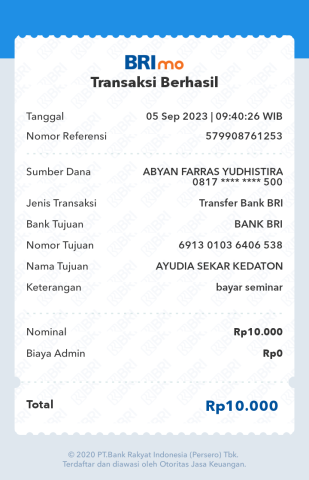 BRImo
Transaksi Berhasil
Tanggal 05 Sep 2023 | 09:40:26 WIB
Nomor Referensi 579908761253
Sumber Dana ABYAN FARRAS YUDHISTIRA
0817 **** **** 500
Jenis Transaksi Transfer Bank BRI
Bank Tujuan BANK BRI
Nomor Tujuan 6913 0103 6406 538
Nama Tujuan AYUDIA SEKAR KEDATON
Keterangan bayar seminar
Nominal Rp10.000
Biaya Admin Rp0
Total Rp10.000
© 2020 PT.Bank Rakyat Indonesia (Persero) Tbk.
Terdaftar dan diawasi oleh Otoritas Jasa Keuangan.